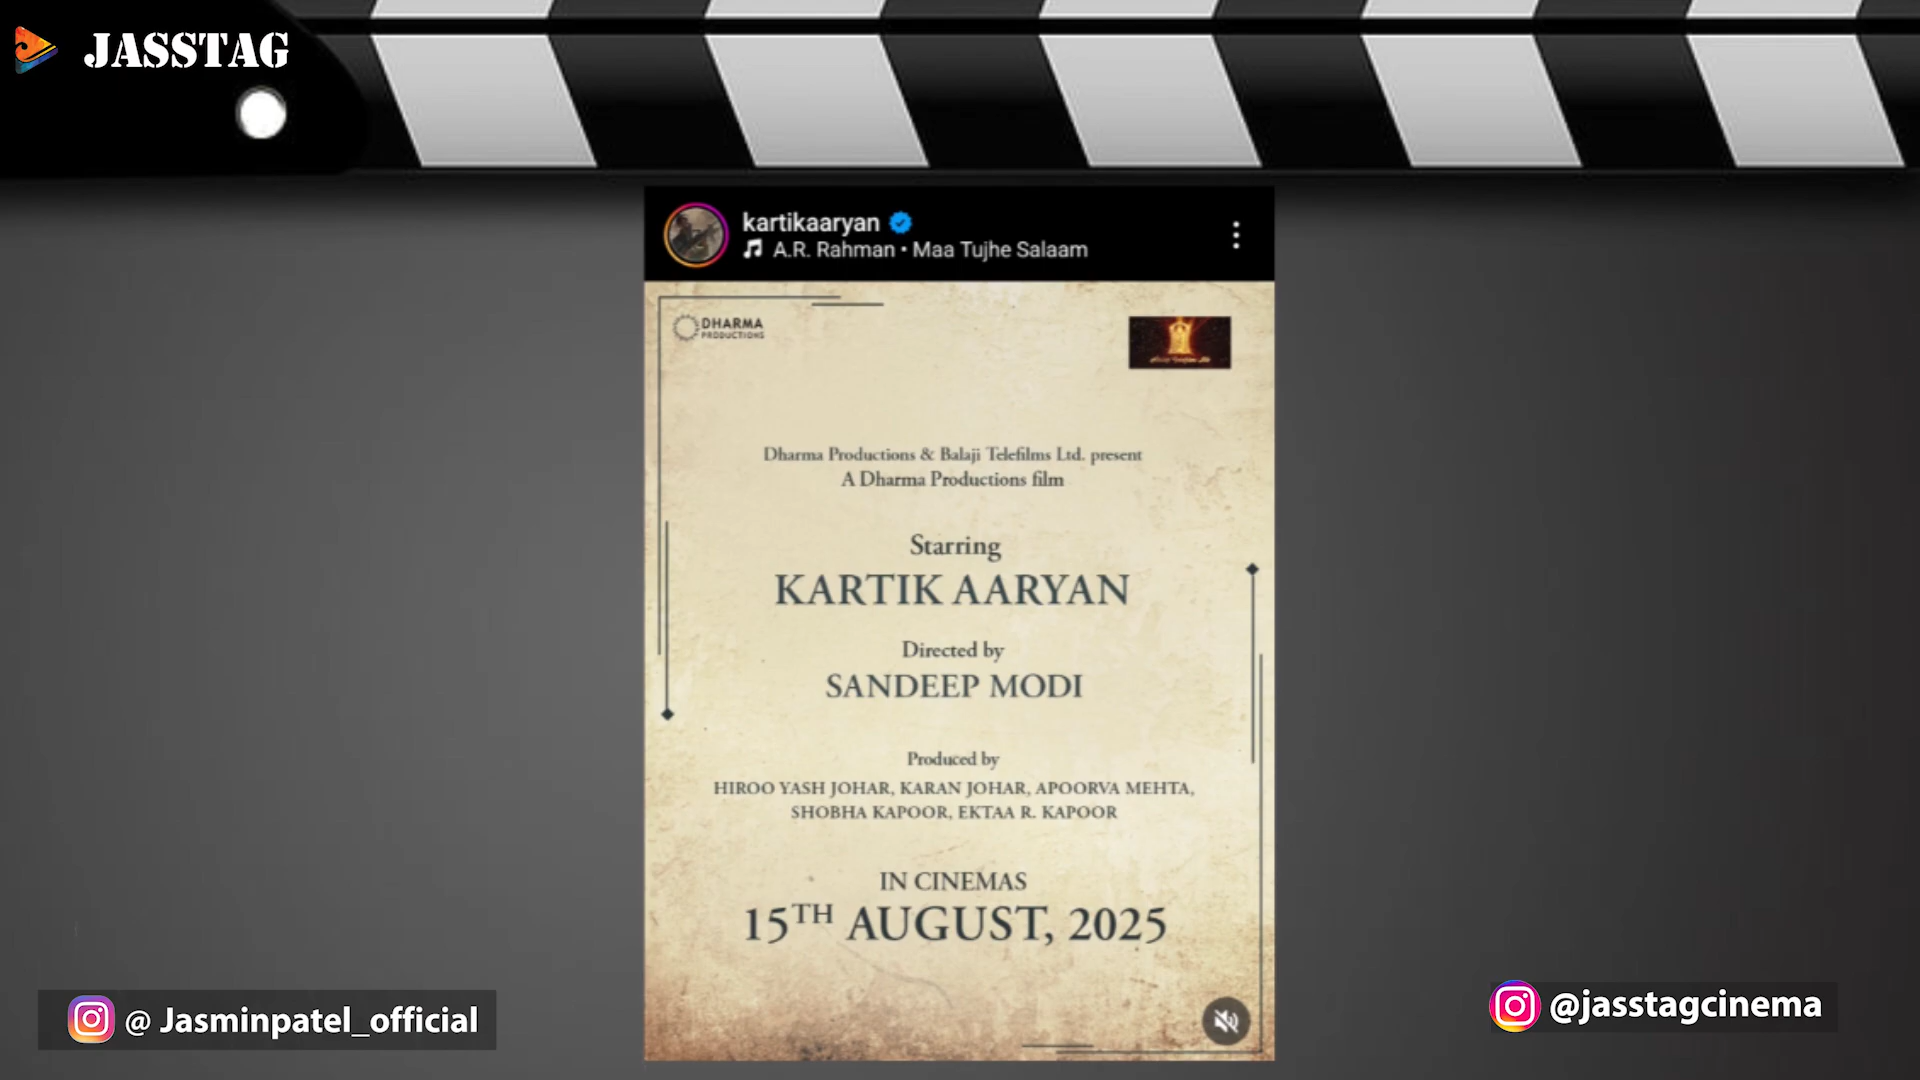 JASSTAG
kartikaaryan
A.R. Rahman • Maa Tujhe Salaam
DHARMA
PRODUCTIONS
Dharma Productions & Balaji Telefilms Ltd. present
A Dharma Productions film
Starring
KARTIK AARYAN
Directed by
SANDEEP MODI
Produced by
HIROO YASH JOHAR, KARAN JOHAR, APOORVA MEHTA,
SHOBHA KAPOOR, EKTAA R. KAPOOR
IN CINEMAS
15TH AUGUST, 2025
@ Jasminpatel_official
@jasstagcinema